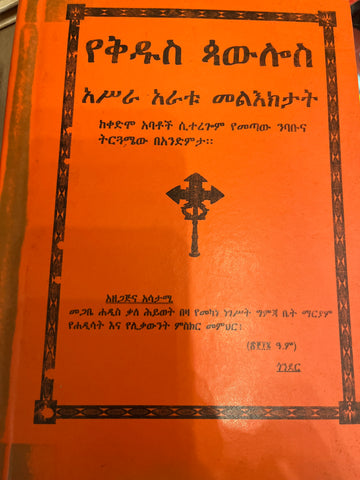 የቅዱስ ጳውሎስ
አሥራ አራቱ መልእክታት
ከቀድሞ አባቶች ሲተረጐም የመጣው ንባቡና
ትርጓሜው በአንድምታ፡፡
አዘጋጅና አሳታሚ
መጋቤ ሐዲስ ቃለ ሕይወት በዛ የመካነ ነገሥት ግምጃ ቤት ማርያም
የሐዲሳት እና የሊቃውንት ምስክር መምህር፤
ዓ.ም)
ጎንደር